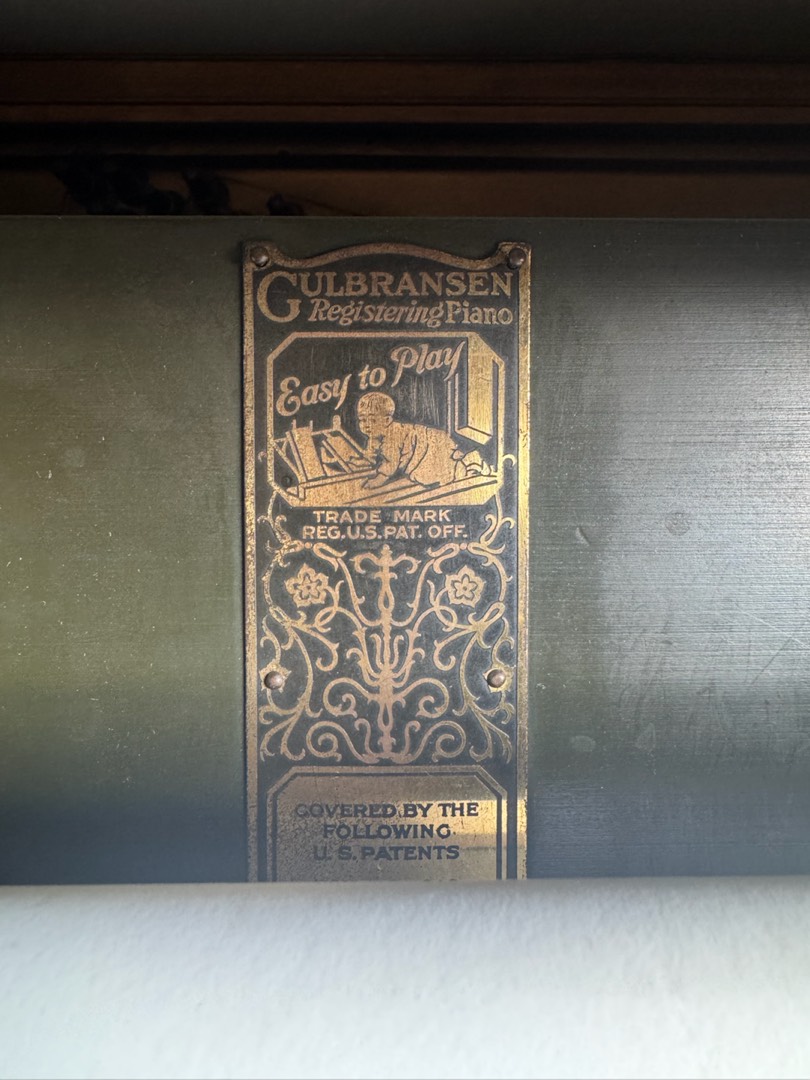 GULBRANSEN
Registering Piano
Easy to Play
TRADE MARK
REG.U.S.PAT. OFF.
COVERED BY THE
FOLLOWING
U. S. PATENTS